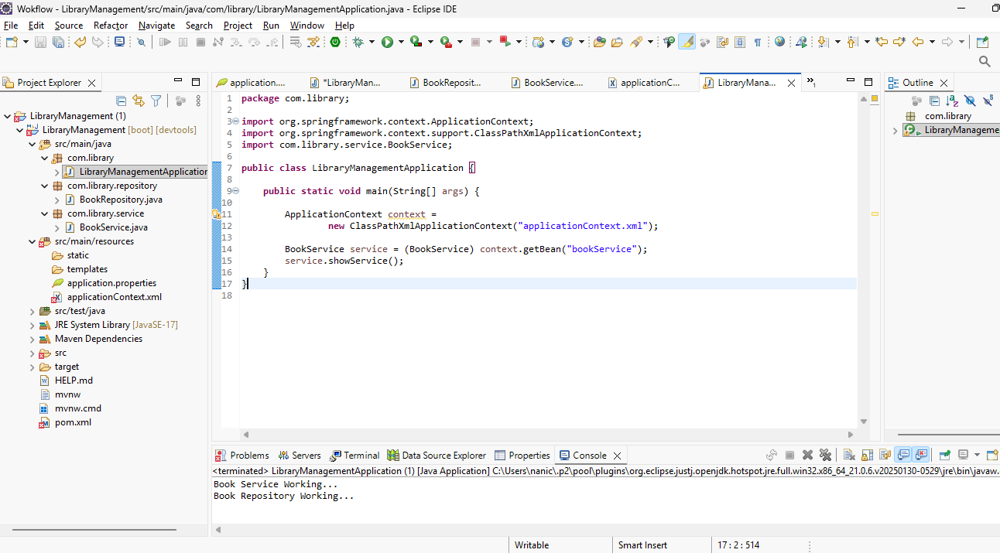 Wokflow - LibraryManagement/src/main/java/com/library/LibraryManagementApplication.java - Eclipse IDE
File Edit Source Refactor Navigate Search Project Run Window Help
Project Explorer
LibraryManagement (1)
LibraryManagement [boot] [devtools]
src/main/java
com.library
LibraryManagementApplication
com.library.repository
BookRepository.java
com.library.service
BookService.java
src/main/resources
static
templates
application.properties
applicationContext.xml
src/test/java
JRE System Library [JavaSE-17]
Maven Dependencies
src
target
HELP.md
mvnw
mvnw.cmd
pom.xml
application.... *LibraryMan... BookReposit... BookService.... applicationC... LibraryMana... »1
1 package com.library;
2
3 import org.springframework.context.ApplicationContext;
4 import org.springframework.context.support.ClassPathXmlApplicationContext;
5 import com.library.service.BookService;
6
7 public class LibraryManagementApplication {
8
9 public static void main(String[] args) {
10
11 ApplicationContext context =
12 new ClassPathXmlApplicationContext("applicationContext.xml");
13
14 BookService service = (BookService) context.getBean("bookService");
15 service.showService();
16 }
17 }
18
Outline
com.library
LibraryManageme
Problems Servers Terminal Data Source Explorer Properties Console
<terminated> LibraryManagementApplication (1) [Java Application] C:\Users\nanic\.p2\pool\plugins\org.eclipse.justj.openjdk.hotspot.jre.full.win32.x86_64_21.0.6.v20250130-0529\jre\bin\javaw.
Book Service Working...
Book Repository Working...
Writable Smart Insert 17 : 2 : 514